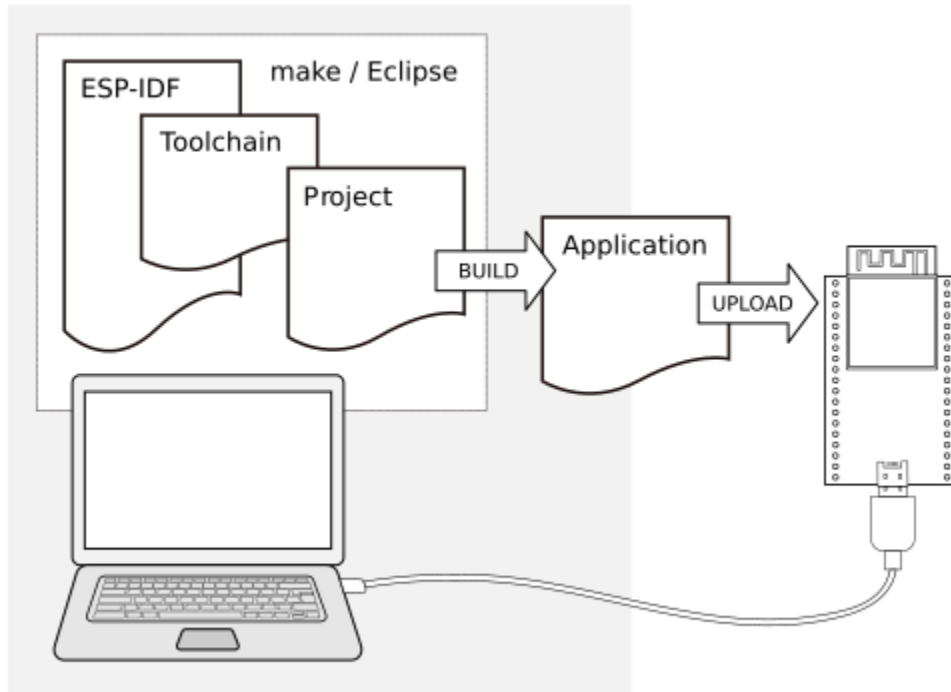 ESP-IDF
make / Eclipse
Toolchain
Project
BUILD
Application
UPLOAD